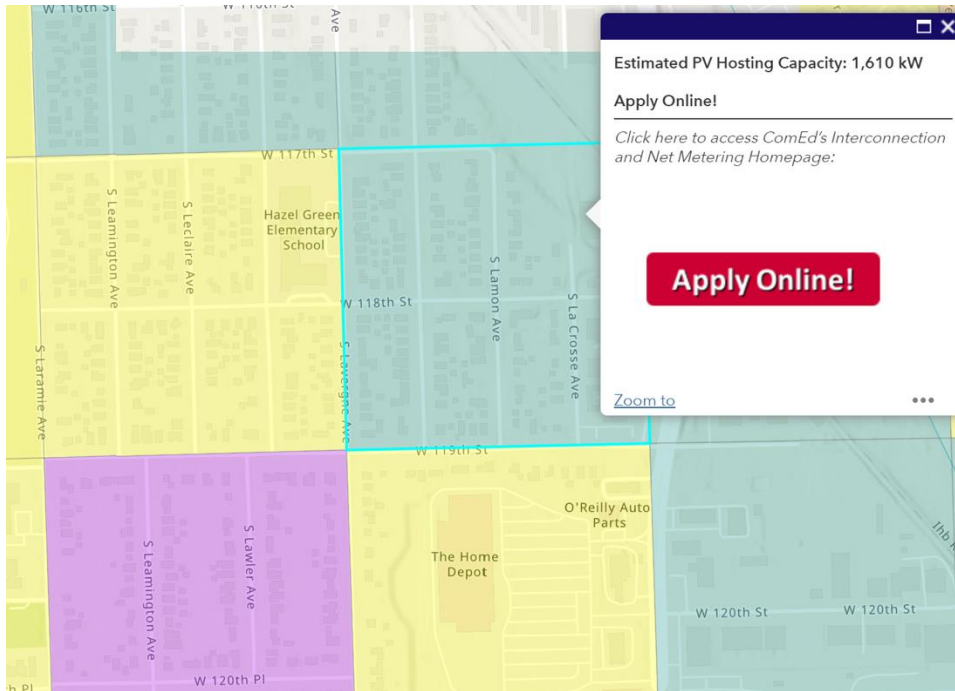 W 116th St
Ave
Estimated PV Hosting Capacity: 1,610 kW
Apply Online!
Click here to access ComEd's Interconnection
and Net Metering Homepage:
Apply Online!
Zoom to
W 117th St
S Leamington Ave
S Leclaire Ave
Hazel Green
Elementary
School
S Lamon Ave
W 118th St
S La Crosse Ave
S Laramie Ave
S Lavergne Ave
W 119th St
O'Reilly Auto
Parts
The Home
Depot
S Leamington Ave
S Lawler Ave
W 120th St
W 120th St
W 120th Pl